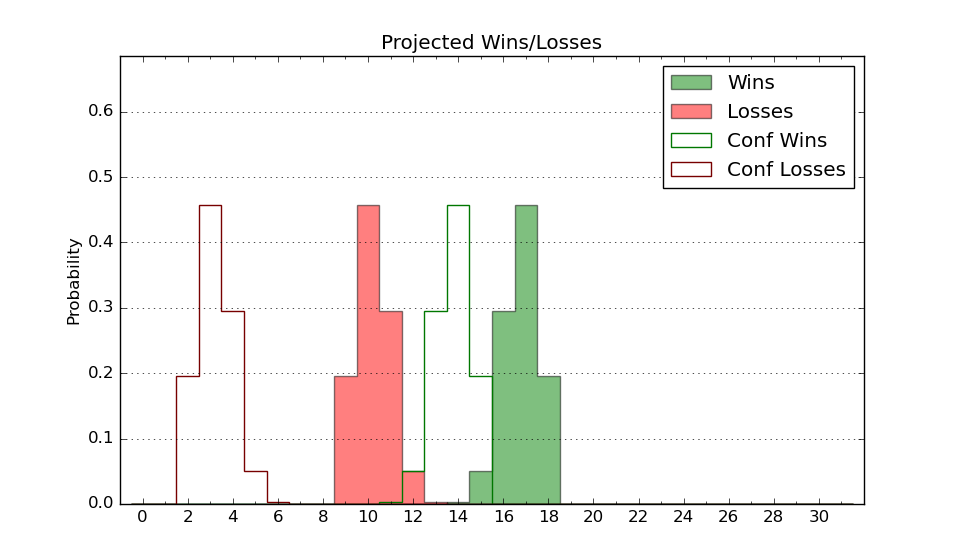 Projected Wins/Losses
Wins
Losses
Conf Wins
Conf Losses
Probability
0.6
0.5
0.4
0.3
0.2
0.1
0.0
0 2 4 6 8 10 12 14 16 18 20 22 24 26 28 30